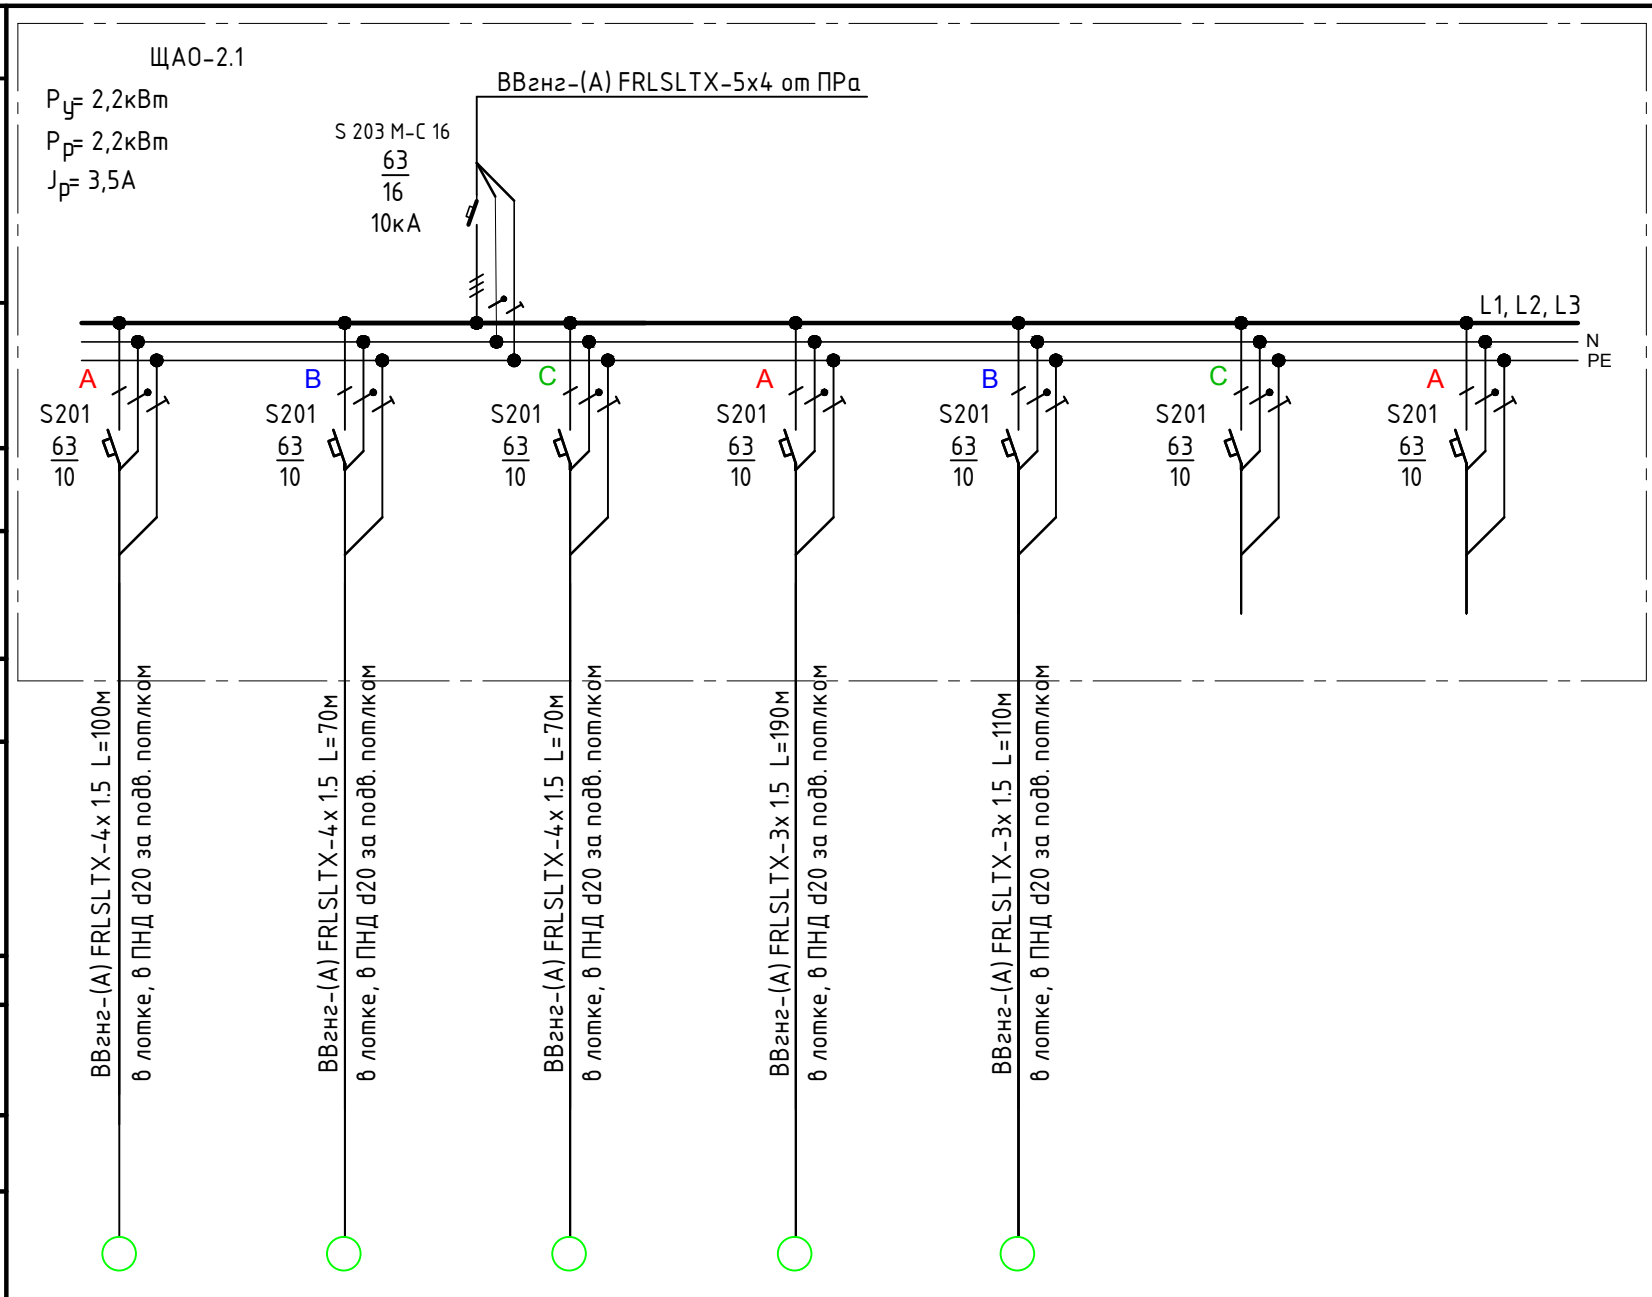 ЩАО-2.1
Pу= 2,2кВт
Pр= 2,2кВт
Jр= 3,5А
ВВгнг-(А) FRLSLTX-5х4 от ПРа
S 203 М-С 16
63
16
10кА
L1, L2, L3
N
PE
A
B
C
A
B
C
A
S201
63
10
S201
63
10
S201
63
10
S201
63
10
S201
63
10
S201
63
10
S201
63
10
ВВгнг-(А) FRLSLTX-4х 1.5 L=100м
в лотке, в ПНД d20 за подв. потлком
ВВгнг-(А) FRLSLTX-4х 1.5 L=70м
в лотке, в ПНД d20 за подв. потлком
ВВгнг-(А) FRLSLTX-4х 1.5 L=70м
в лотке, в ПНД d20 за подв. потлком
ВВгнг-(А) FRLSLTX-3х 1.5 L=190м
в лотке, в ПНД d20 за подв. потлком
ВВгнг-(А) FRLSLTX-3х 1.5 L=110м
в лотке, в ПНД d20 за подв. потлком